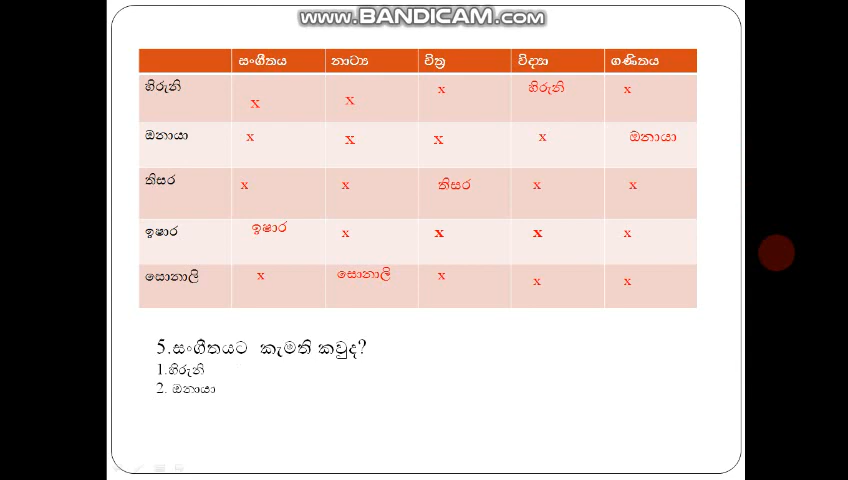 www.BANDICAM.com
සංගීතය නාට්‍ය චිත්‍ර විද්‍යා ගණිතය
හිරුනි x x x හිරුනි x
ඔනායා x x x x ඔනායා
තිසර x x තිසර x x
ඉෂාර ඉෂාර x x x x
සොනාලි x සොනාලි x x x
5.සංගීතයට කැමති කවුද?
1.හිරුනි
2. ඔනායා